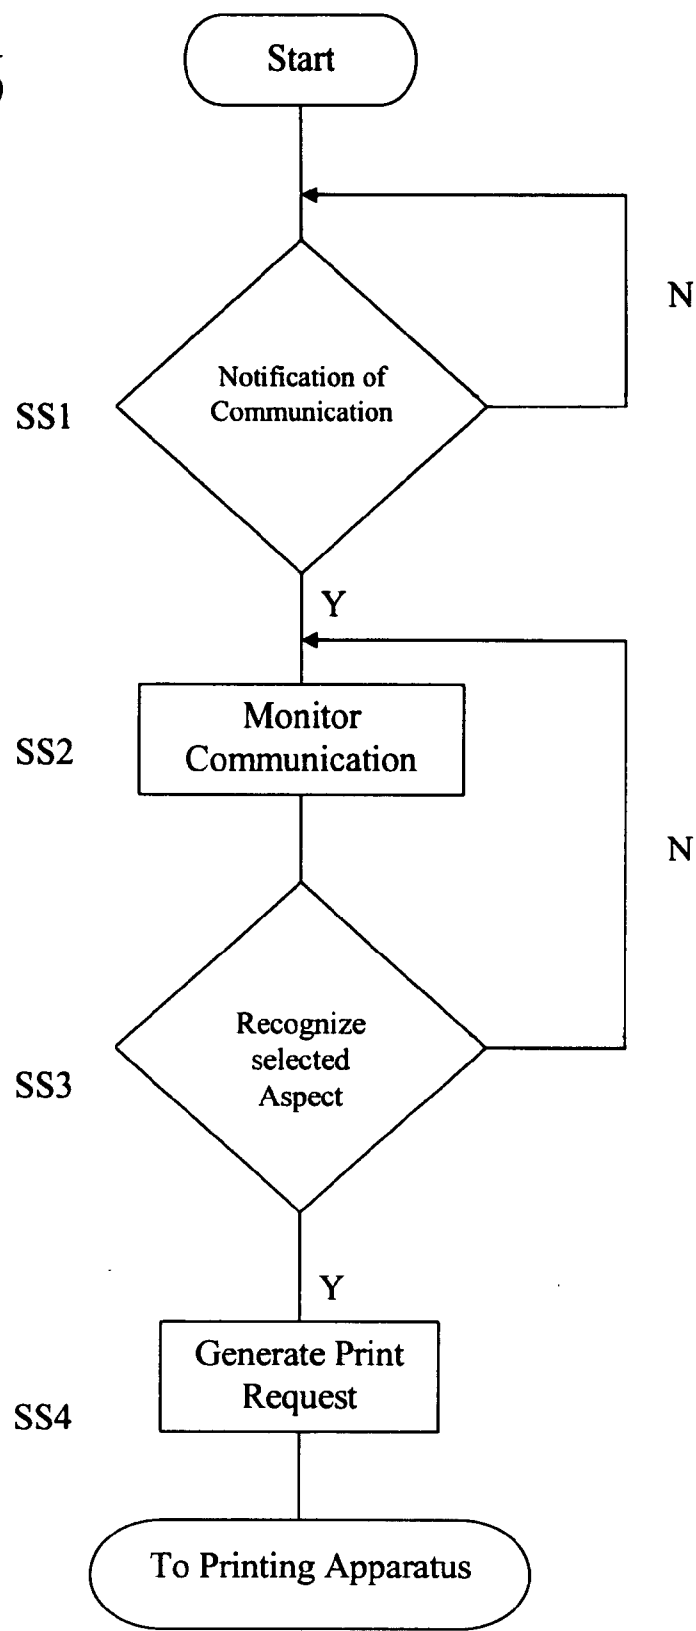 Start
N
Notification of
Communication
SS1
Y
Monitor
Communication
SS2
N
Recognize
selected
Aspect
SS3
Y
Generate Print
Request
SS4
To Printing Apparatus